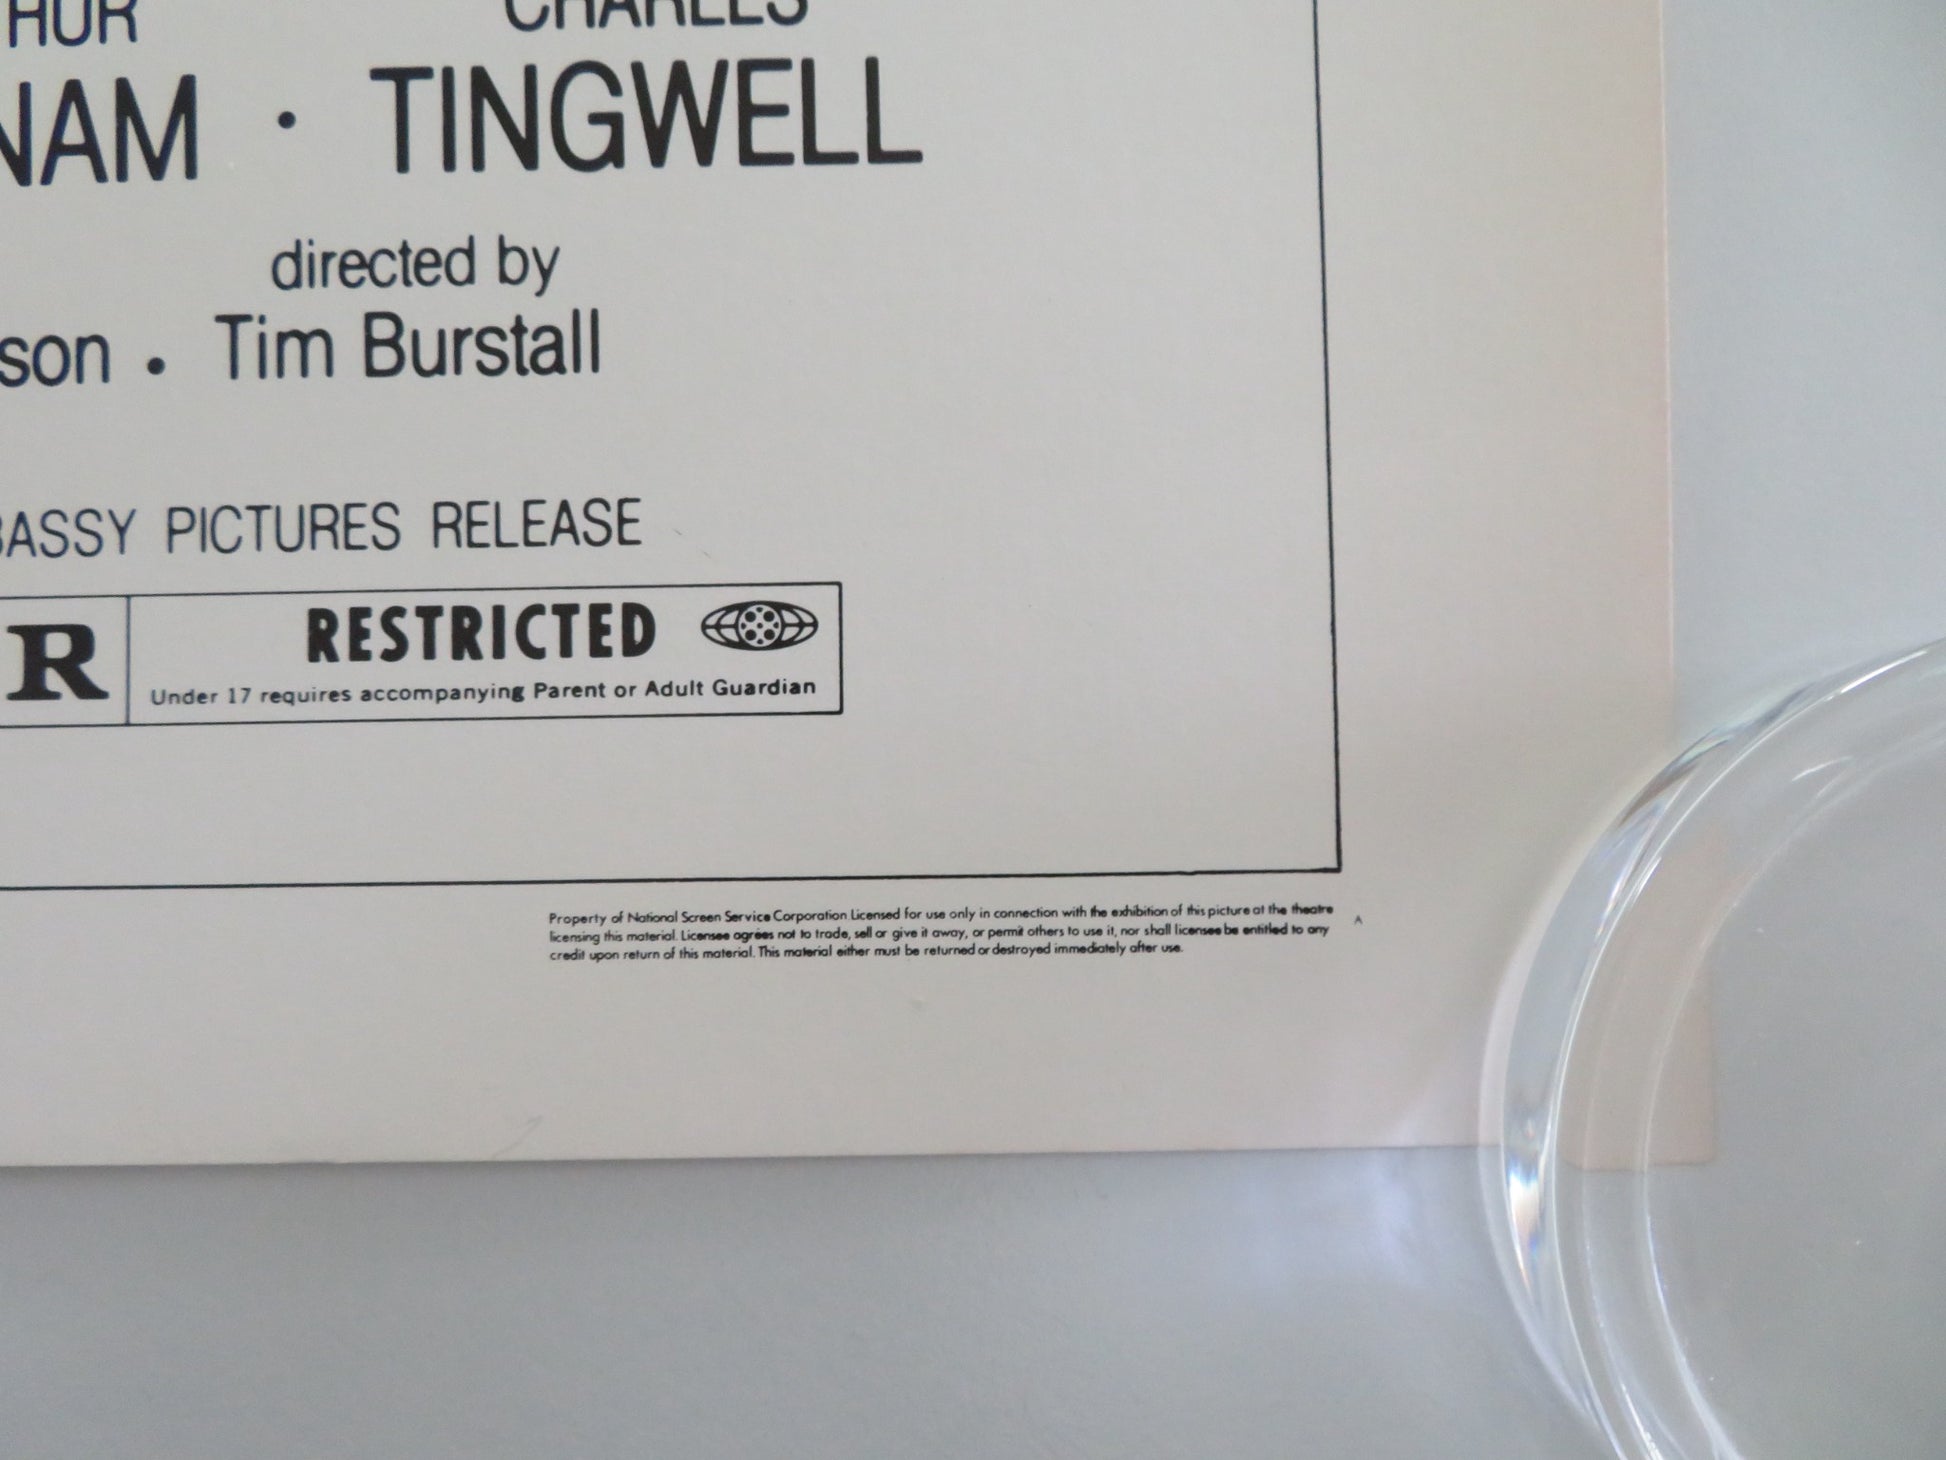 HUR CHARLES
NAM · TINGWELL
directed by
son • Tim Burstall
BASSY PICTURES RELEASE
R RESTRICTED
Under 17 requires accompanying Parent or Adult Guardian
Property of National Screen Service Corporation Licensed for use only in connection with the exhibition of this picture at the theatre
licensing this material. Licensee agrees not to trade, sell or give it away, or permit others to use it, nor shall licensee be entitled to any
credit upon return of this material. This material either must be returned or destroyed immediately after use.
A